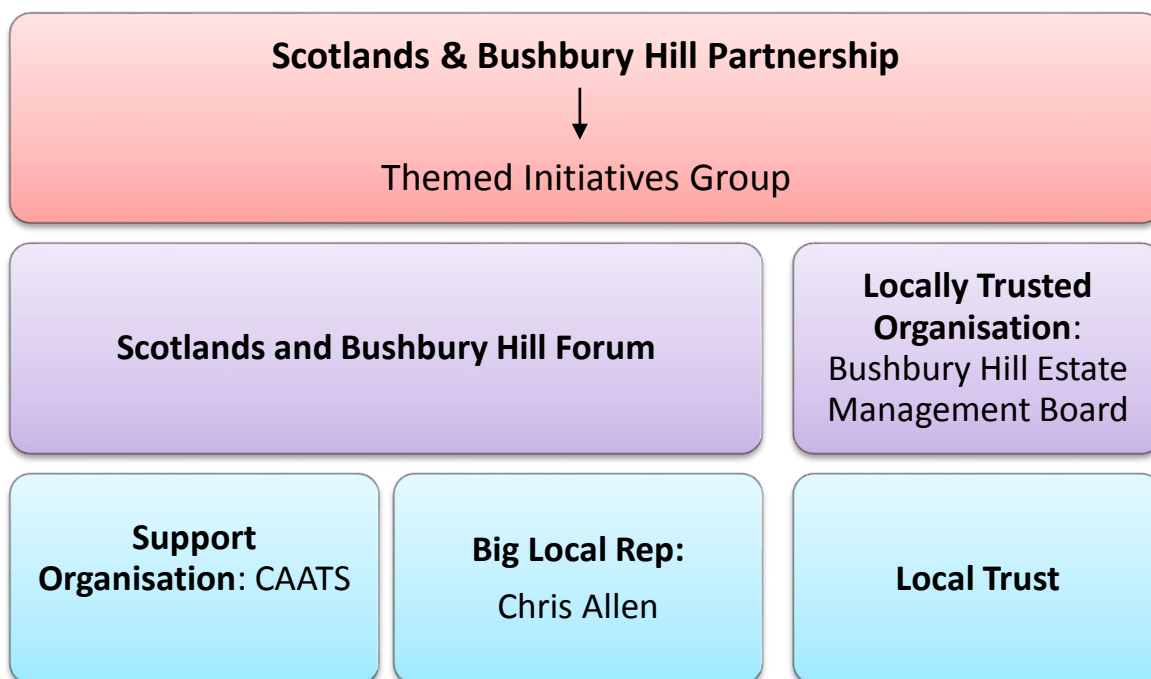 Scotlands & Bushbury Hill Partnership
Themed Initiatives Group
Scotlands and Bushbury Hill Forum
Locally Trusted
Organisation:
Bushbury Hill Estate
Management Board
Support
Organisation: CAATS
Big Local Rep:
Chris Allen
Local Trust